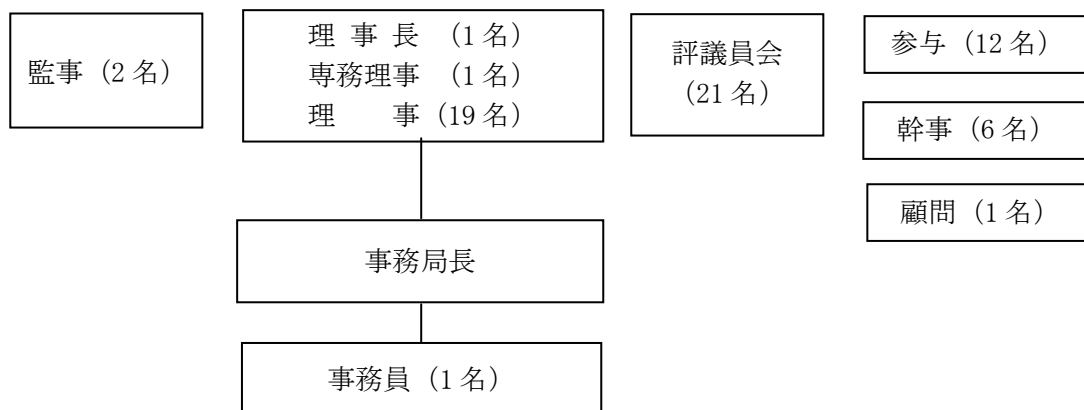 監事（2名）
理 事 長 （1名）
専務理事 （1名）
理　　事（19名）
評議員会
（21名）
参与（12名）
幹事（6名）
顧問（1名）
事務局長
事務員（1名）